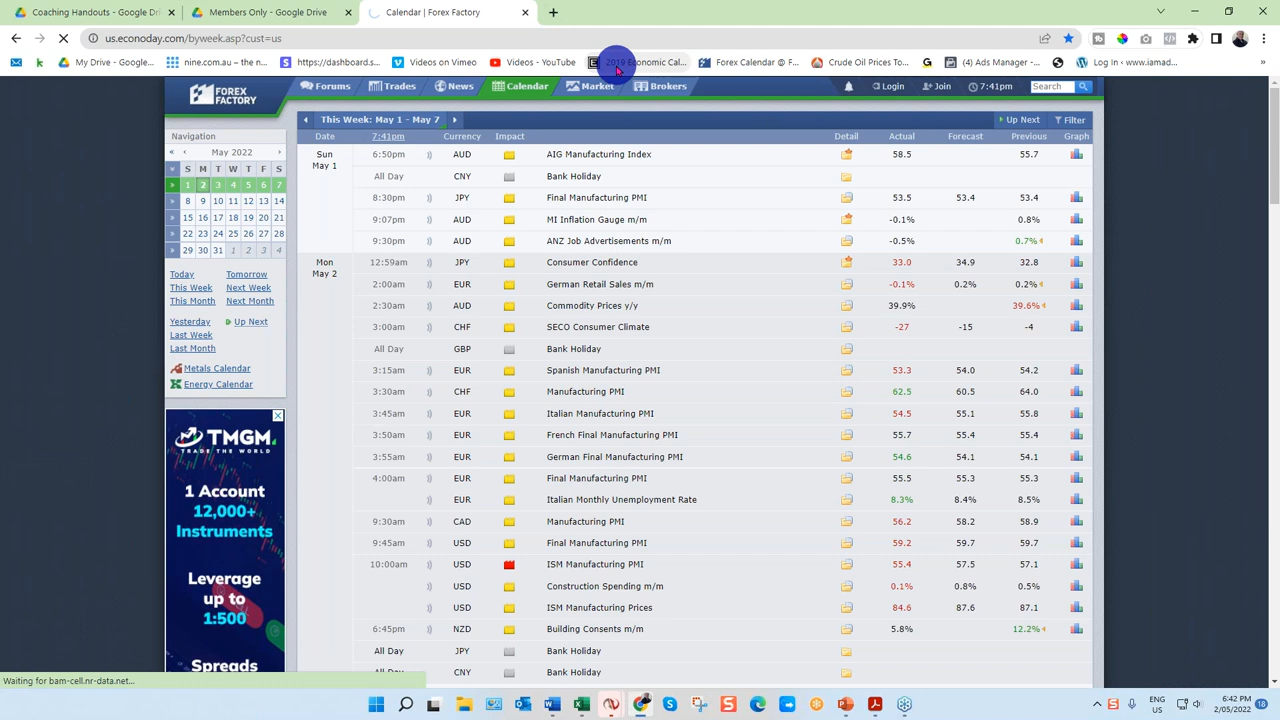 Coaching Handouts - Google Drive
Members Only - Google Drive
Calendar | Forex Factory
us.econoday.com/byweek.asp?cust=us
My Drive - Google...
nine.com.au – the n...
https://dashboard.s...
Videos on Vimeo
Videos - YouTube
2019 Economic Cal...
Forex Calendar @ F...
Crude Oil Prices To...
(4) Ads Manager - ...
Log In ‹ www.iamad...
FOREX FACTORY
Forums
Trades
News
Calendar
Market
Brokers
Login
Join
7:41pm
Search
Navigation
May 2022
S M T W T F S
1 2 3 4 5 6 7
8 9 10 11 12 13 14
15 16 17 18 19 20 21
22 23 24 25 26 27 28
29 30 31 1 2 3 4
Today Tomorrow
This Week Next Week
This Month Next Month
Yesterday Up Next
Last Week
Last Month
Metals Calendar
Energy Calendar
TMGM
TRADE THE WORLD
1 Account
12,000+
Instruments
Leverage
up to
1:500
Spreads
This Week: May 1 - May 7
Up Next Filter
Date 7:41pm Currency Impact Detail Actual Forecast Previous Graph
Sun May 1 6:50pm AUD AIG Manufacturing Index 58.5 55.7
All Day CNY Bank Holiday
8:30pm JPY Final Manufacturing PMI 53.5 53.4 53.4
9:07pm AUD MI Inflation Gauge m/m -0.1% 0.8%
9:30pm AUD ANZ Job Advertisements m/m -0.5% 0.7%
Mon May 2 12:59am JPY Consumer Confidence 33.0 34.9 32.8
2:00am EUR German Retail Sales m/m -0.1% 0.2% 0.2%
2:30am AUD Commodity Prices y/y 39.9% 39.6%
3:00am CHF SECO Consumer Climate -27 -15 -4
All Day GBP Bank Holiday
3:15am EUR Spanish Manufacturing PMI 53.3 54.0 54.2
3:30am CHF Manufacturing PMI 62.5 60.5 64.0
3:45am EUR Italian Manufacturing PMI 54.5 55.1 55.8
3:50am EUR French Final Manufacturing PMI 55.7 55.4 55.4
3:55am EUR German Final Manufacturing PMI 54.6 54.1 54.1
4:00am EUR Final Manufacturing PMI 55.5 55.3 55.3
EUR Italian Monthly Unemployment Rate 8.3% 8.4% 8.5%
9:30am CAD Manufacturing PMI 56.2 58.2 58.9
9:45am USD Final Manufacturing PMI 59.2 59.7 59.7
10:00am USD ISM Manufacturing PMI 55.4 57.5 57.1
USD Construction Spending m/m 0.1% 0.8% 0.5%
USD ISM Manufacturing Prices 84.6 87.6 87.1
6:45pm NZD Building Consents m/m 5.8% 12.2%
All Day JPY Bank Holiday
All Day CNY Bank Holiday
Waiting for bam-cell.nr-data.net...
ENG
US
6:42 PM
2/05/2022
18